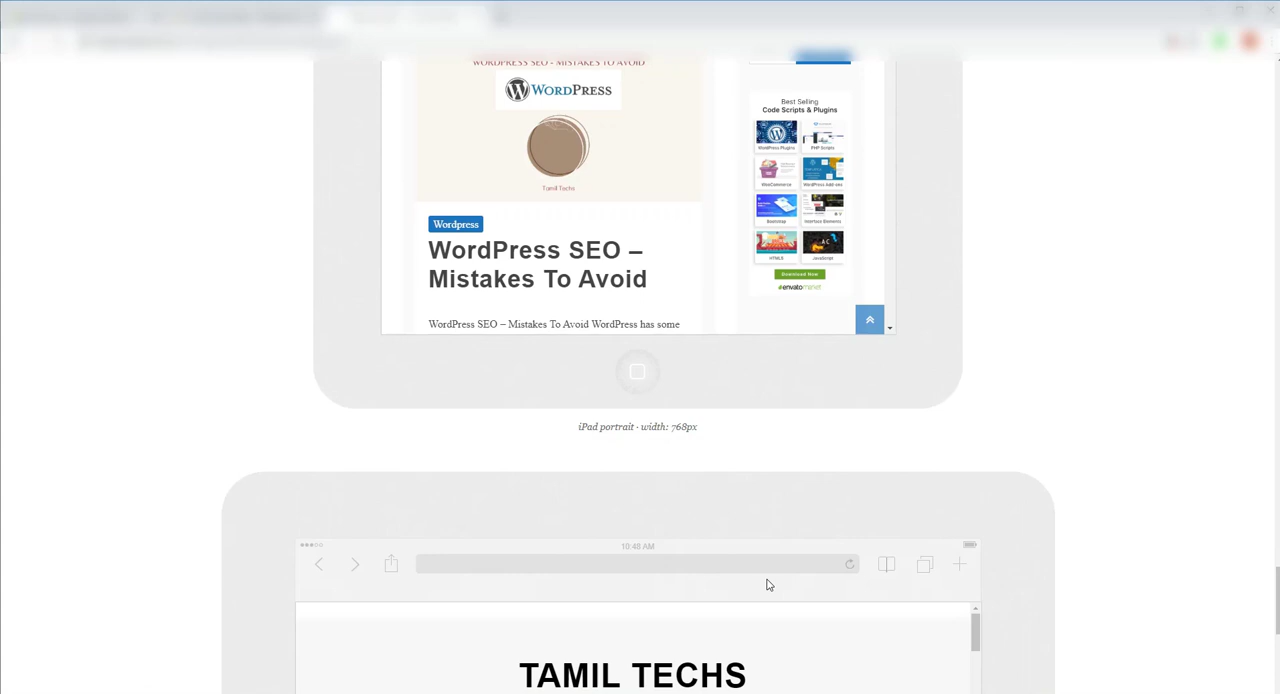 WORDPRESS SEO - MISTAKES TO AVOID
WORDPRESS
Tamil Techs
Wordpress
WordPress SEO –
Mistakes To Avoid
WordPress SEO – Mistakes To Avoid WordPress has some
Best Selling
Code Scripts & Plugins
WordPress Plugins
PHP Scripts
WooCommerce
WordPress Add-ons
Bootstrap
Interface Elements
HTML5
JavaScript
Download Now
envato market
iPad portrait · width: 768px
10:48 AM
TAMIL TECHS